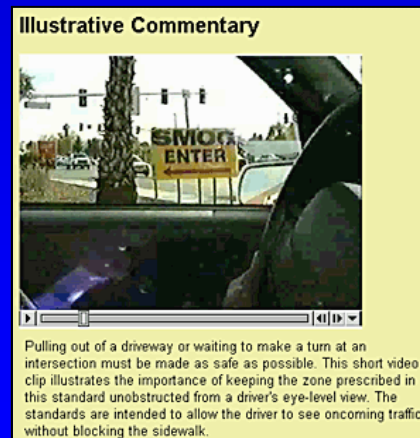 Illustrative Commentary
SMOG
ENTER
Pulling out of a driveway or waiting to make a turn at an
intersection must be made as safe as possible. This short video
clip illustrates the importance of keeping the zone prescribed in
this standard unobstructed from a driver's eye-level view. The
standards are intended to allow the driver to see oncoming traffic
without blocking the sidewalk.